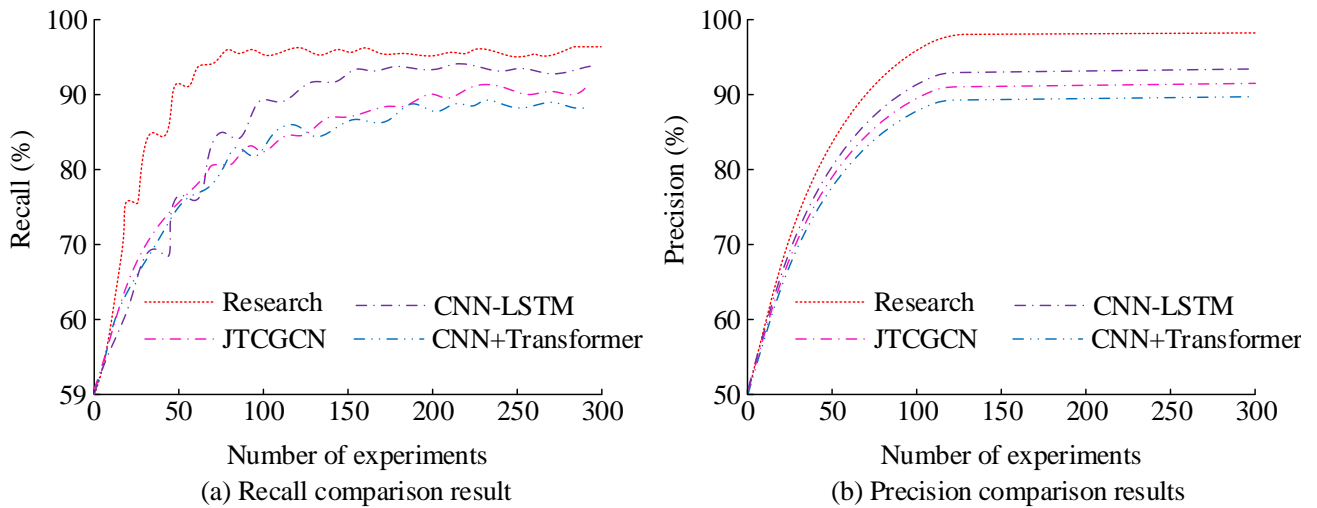 100
90
80
70
60
59
Recall (%)
0
50
100
150
200
250
300
Research
CNN-LSTM
JTCGCN
CNN+Transformer
Number of experiments
(a) Recall comparison result
100
90
80
70
60
50
Precision (%)
0
50
100
150
200
250
300
Research
CNN-LSTM
JTCGCN
CNN+Transformer
Number of experiments
(b) Precision comparison results